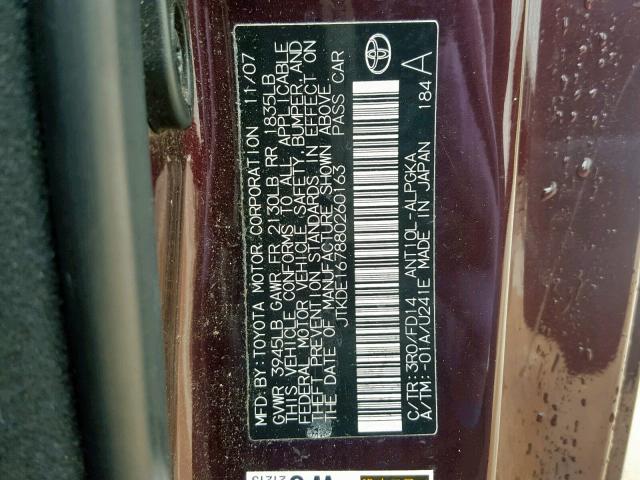 MFD. BY: TOYOTA MOTOR CORPORATION 11/07
GVWR 3945LB GAWR FR 2130LB RR 1835LB
THIS VEHICLE CONFORMS TO ALL APPLICABLE
FEDERAL MOTOR VEHICLE SAFETY, BUMPER, AND
THEFT PREVENTION STANDARDS IN EFFECT ON
THE DATE OF MANUFACTURE SHOWN ABOVE.
JTKDE167880260163 PASS CAR
C/TR: 3R0/FD14 ANT10L-ALPGKA
A/TM: -01A/U241E MADE IN JAPAN 184 A